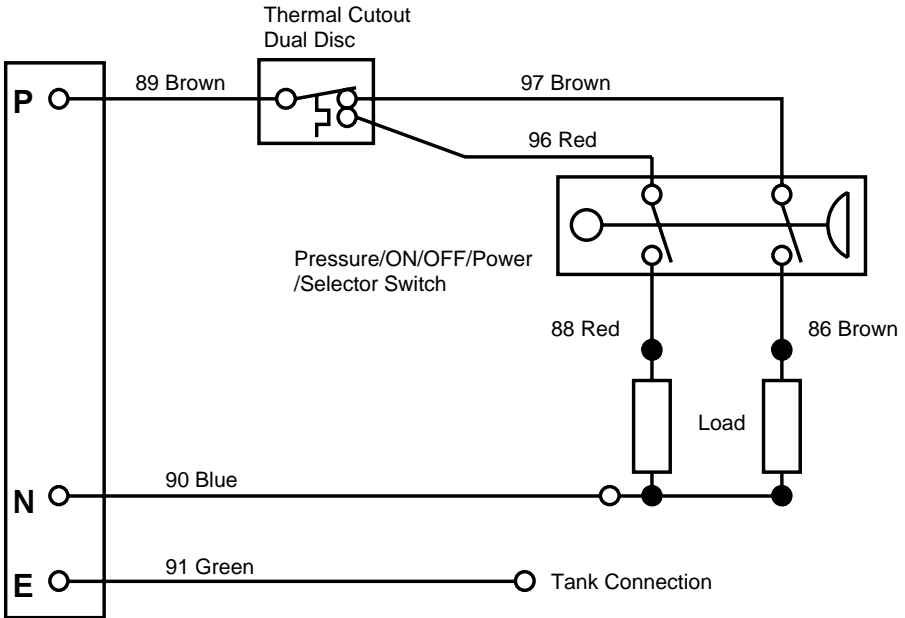 Thermal Cutout
Dual Disc
P
89 Brown
97 Brown
96 Red
Pressure/ON/OFF/Power
/Selector Switch
88 Red
86 Brown
Load
N
90 Blue
E
91 Green
Tank Connection